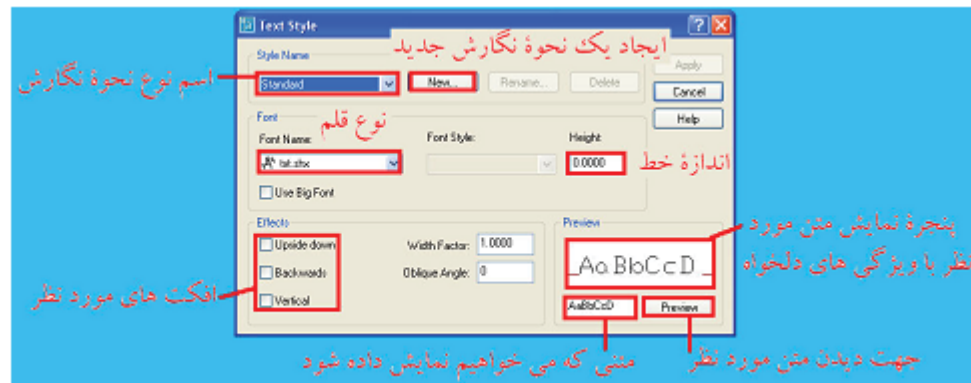 Text Style
ایجاد یک نحوهٔ نگارش جدید
Style Name
اسم نوع نحوهٔ نگارش
Standard
New...
Rename...
Delete
Apply
Cancel
Help
Font
نوع قلم
Font Name:
Font Style:
Height
txt.shx
0.0000
اندازهٔ خط
Use Big Font
Effects
Upside down
Backwards
Vertical
افکت های مورد نظر
Width Factor: 1.0000
Oblique Angle: 0
Preview
AaBbCcD
پنجرهٔ نمایش متن مورد
نظر با ویژگی های دلخواه
AaBbCcD
Preview
متنی که می خواهیم نمایش داده شود
جهت دیدن متن مورد نظر